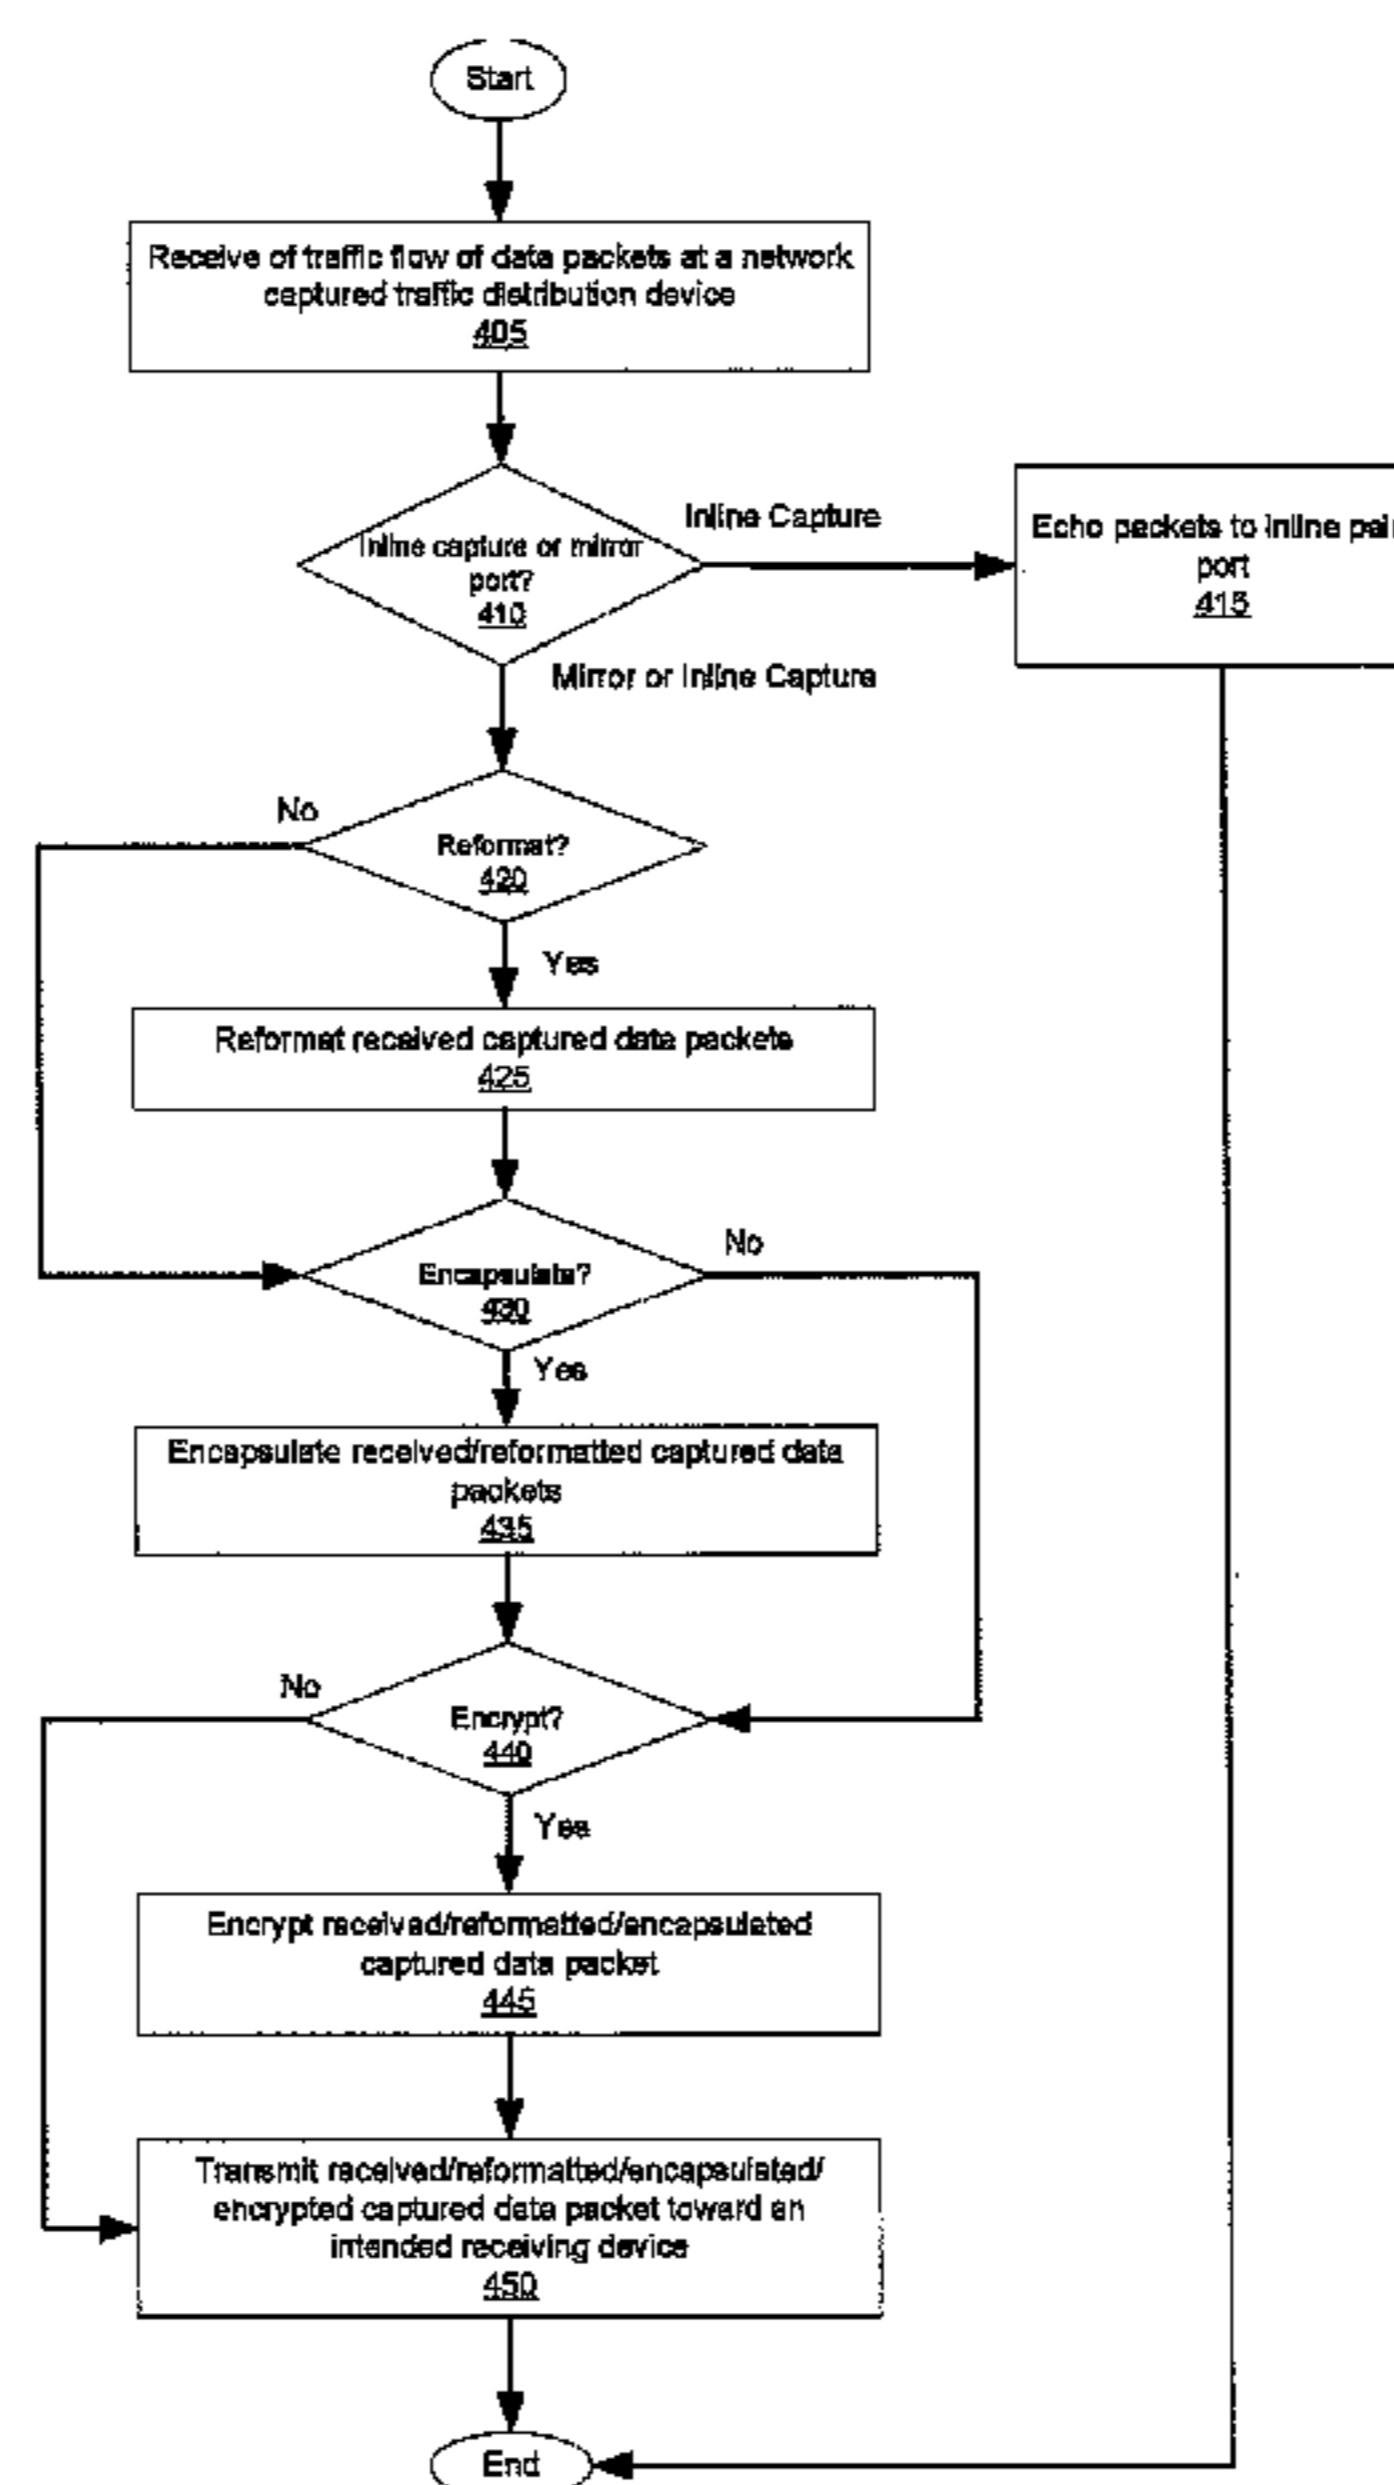 Start
Receive of traffic flow of data packets at a network
captured traffic distribution device
405
Inline Capture
Inline capture or mirror
port?
410
Echo packets to inline pair
port
415
Mirror or Inline Capture
No
Reformat?
420
Yes
Reformat received captured data packets
425
No
Encapsulate?
430
Yes
Encapsulate received/reformatted captured data
packets
435
No
Encrypt?
440
Yes
Encrypt received/reformatted/encapsulated
captured data packet
445
Transmit received/reformatted/encapsulated/
encrypted captured data packet toward an
intended receiving device
450
End